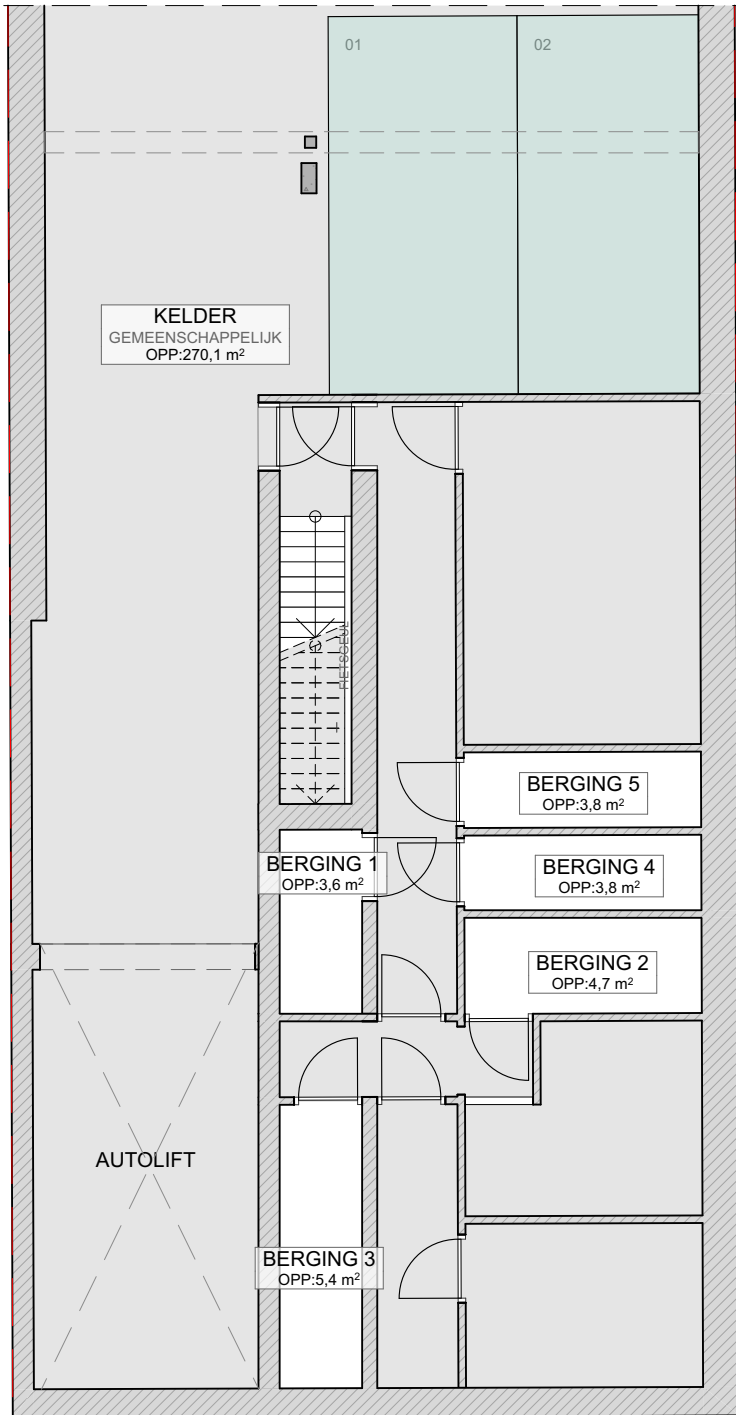 01
02
KELDER
GEMEENSCHAPPELIJK
OPP:270,1 m²
FIETSGEUL
BERGING 5
OPP:3,8 m²
BERGING 1
OPP:3,6 m²
BERGING 4
OPP:3,8 m²
BERGING 2
OPP:4,7 m²
AUTOLIFT
BERGING 3
OPP:5,4 m²